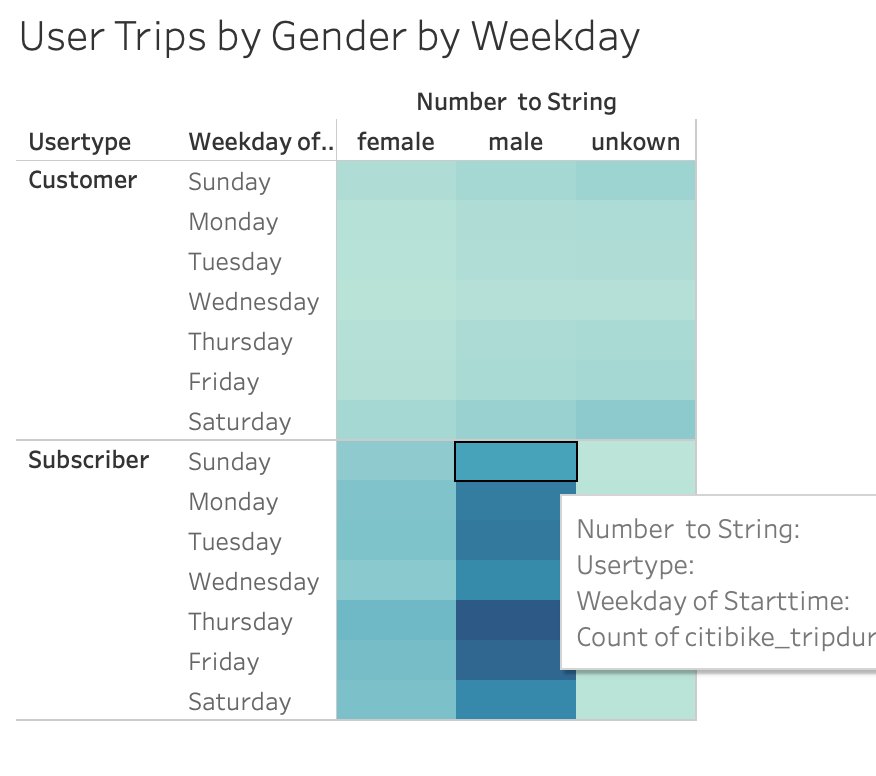 User Trips by Gender by Weekday
Number  to String
Usertype Weekday of.. female male unkown
Customer Sunday
Monday
Tuesday
Wednesday
Thursday
Friday
Saturday
Subscriber Sunday
Monday
Tuesday
Wednesday
Thursday
Friday
Saturday
Number  to String:
Usertype:
Weekday of Starttime:
Count of citibike_tripdur